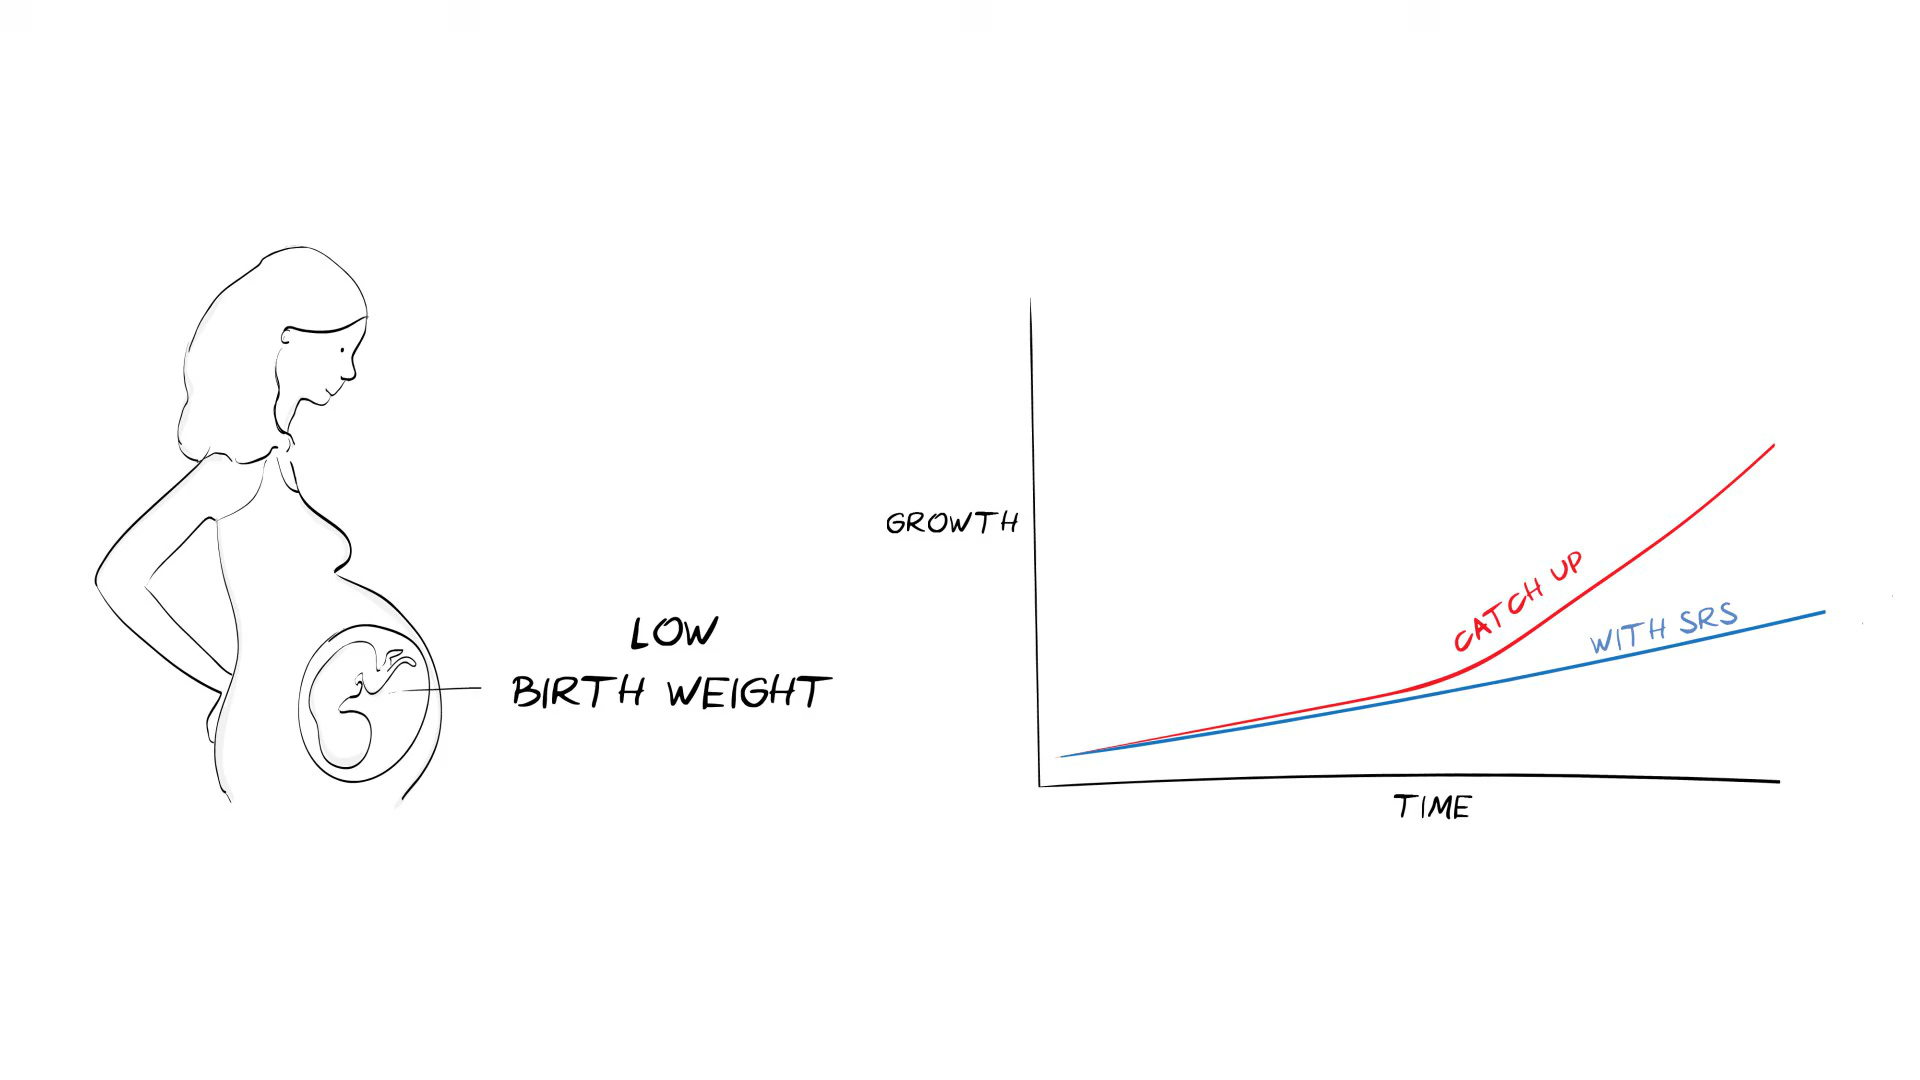 LOW
BIRTH WEIGHT
GROWTH
CATCH UP
WITH SRS
TIME